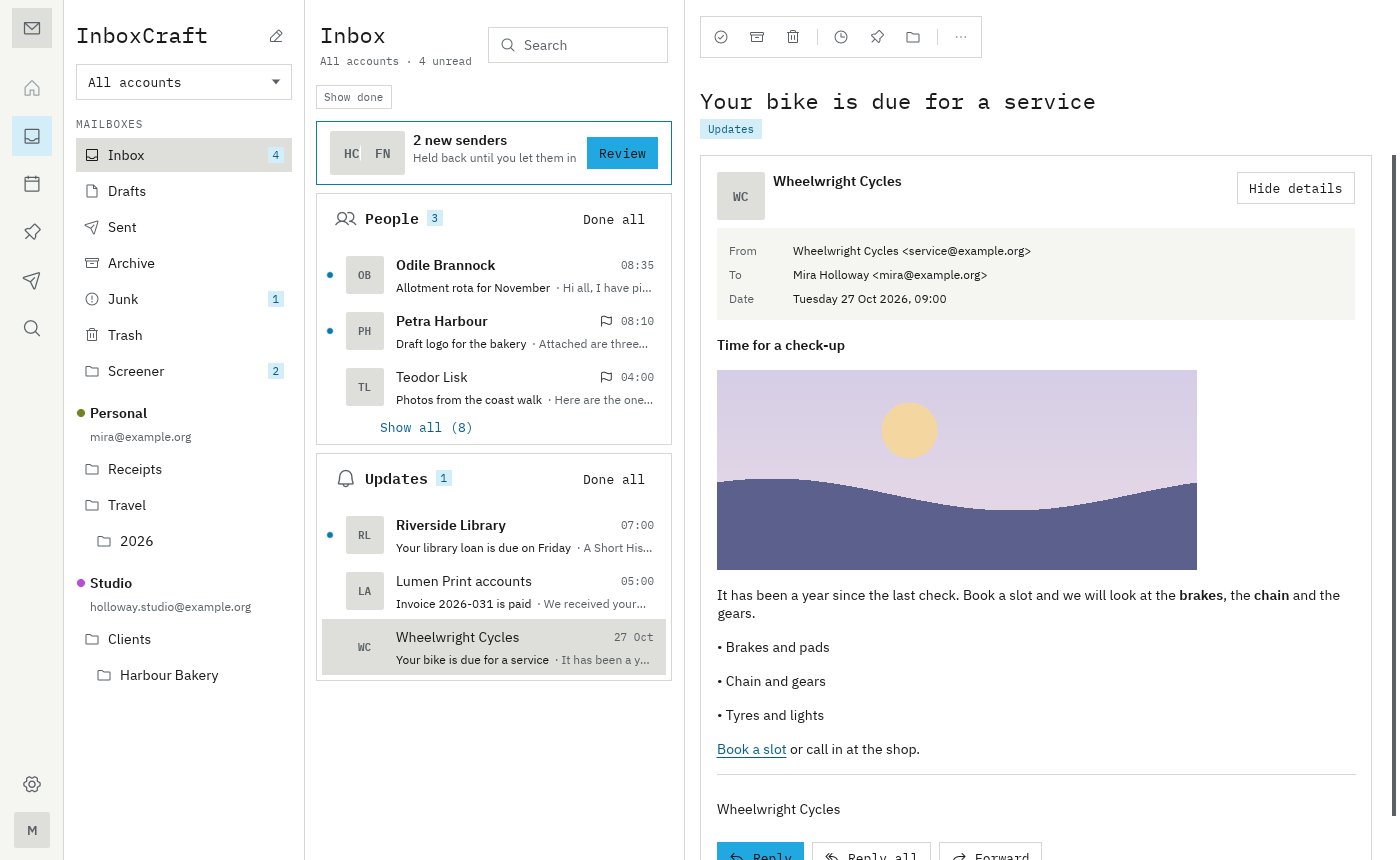 InboxCraft
All accounts
MAILBOXES
Inbox 4
Drafts
Sent
Archive
Junk 1
Trash
Screener 2
Personal
mira@example.org
Receipts
Travel
2026
Studio
holloway.studio@example.org
Clients
Harbour Bakery
M
Inbox
All accounts · 4 unread
Search
Show done
HC FN
2 new senders
Held back until you let them in
Review
People 3 Done all
OB
Odile Brannock 08:35
Allotment rota for November · Hi all, I have pi…
PH
Petra Harbour 08:10
Draft logo for the bakery · Attached are three…
TL
Teodor Lisk 04:00
Photos from the coast walk · Here are the one…
Show all (8)
Updates 1 Done all
RL
Riverside Library 07:00
Your library loan is due on Friday · A Short His…
LA
Lumen Print accounts 05:00
Invoice 2026-031 is paid · We received your…
WC
Wheelwright Cycles 27 Oct
Your bike is due for a service · It has been a y…
Your bike is due for a service
Updates
WC
Wheelwright Cycles
Hide details
From Wheelwright Cycles <service@example.org>
To Mira Holloway <mira@example.org>
Date Tuesday 27 Oct 2026, 09:00
Time for a check-up
It has been a year since the last check. Book a slot and we will look at the brakes, the chain and the
gears.
• Brakes and pads
• Chain and gears
• Tyres and lights
Book a slot or call in at the shop.
Wheelwright Cycles
Reply Reply all Forward